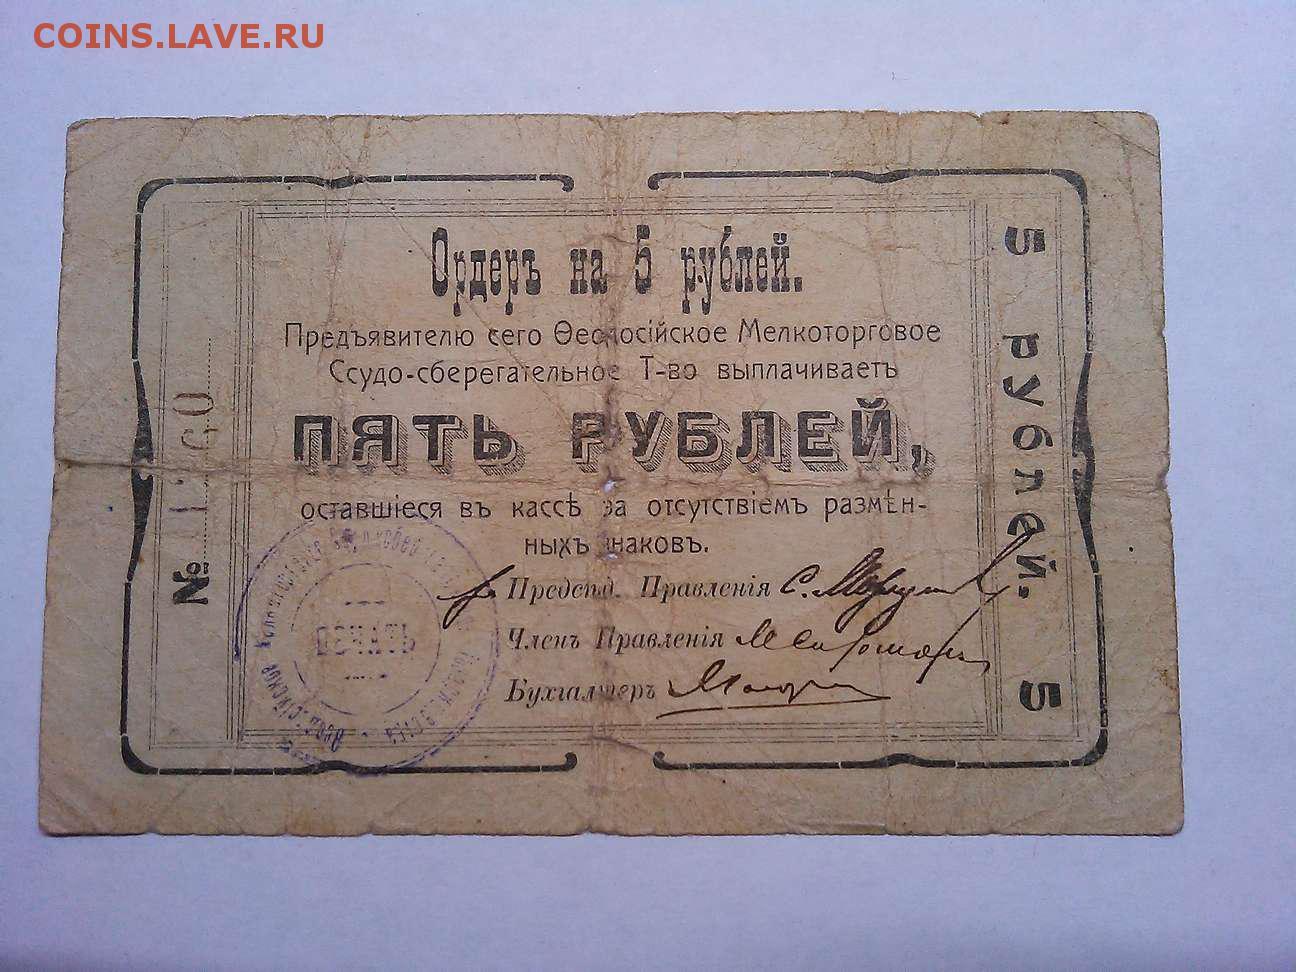 COINS.LAVE.RU
Ордеръ на 5 рублей.
Предъявителю сего Ѳеодосійское Мелкоторговое
Ссудо-сберегательное Т-во выплачиваетъ
ПЯТЬ РУБЛЕЙ,
оставшіеся въ кассѣ за отсутствіемъ размѣн-
ныхъ знаковъ.
Предсѣд. Правленія
Членъ Правленія
Бухгалтеръ
№
5 рублей. 5
ПЕЧАТЬ